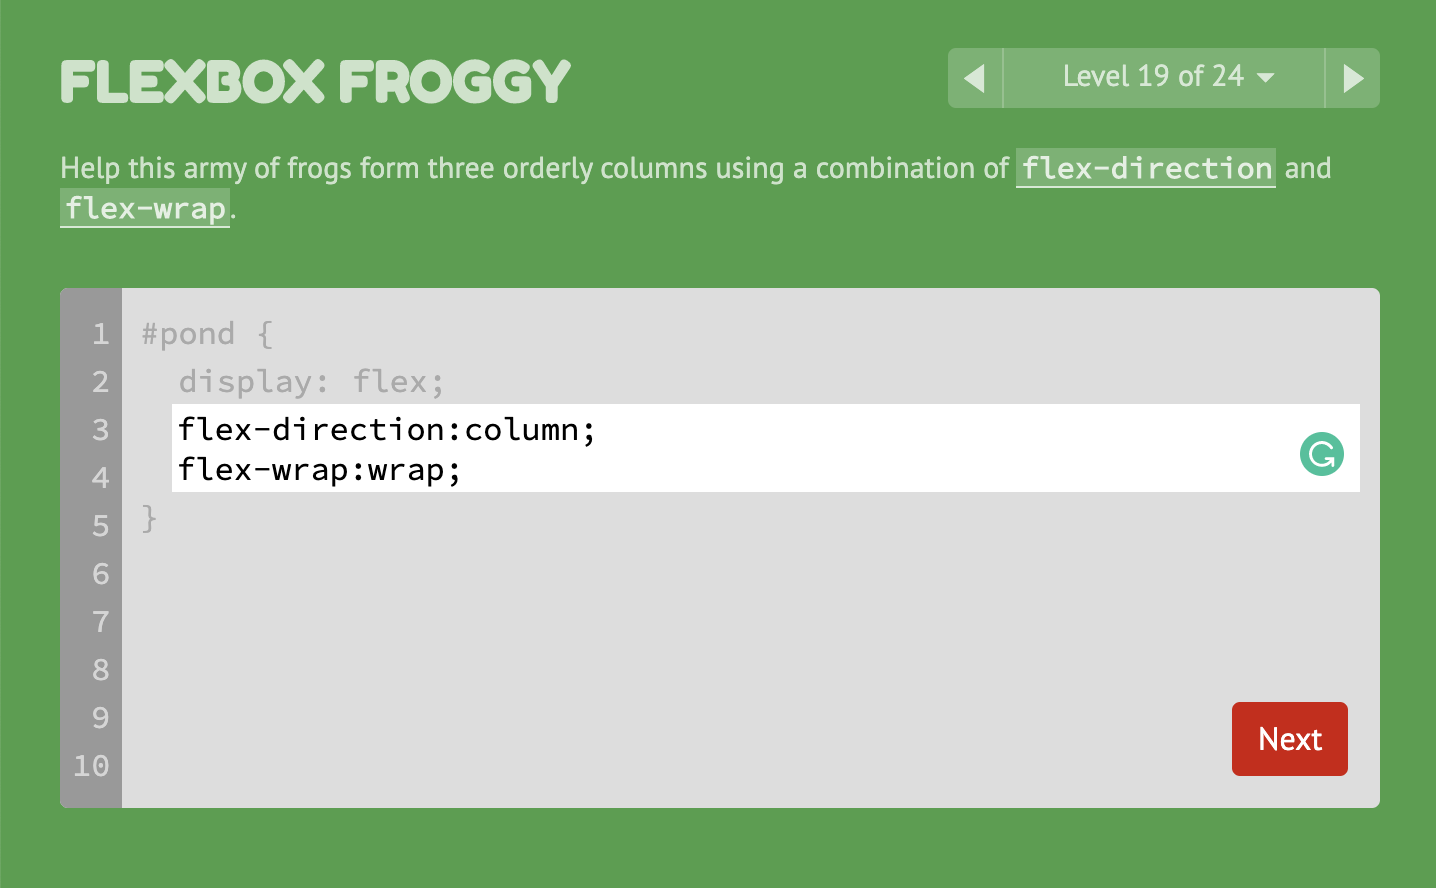 FLEXBOX FROGGY
Level 19 of 24
Help this army of frogs form three orderly columns using a combination of flex-direction and
flex-wrap.
1 #pond {
2 display: flex;
3 flex-direction:column;
4 flex-wrap:wrap;
5 }
6
7
8
9
10
Next